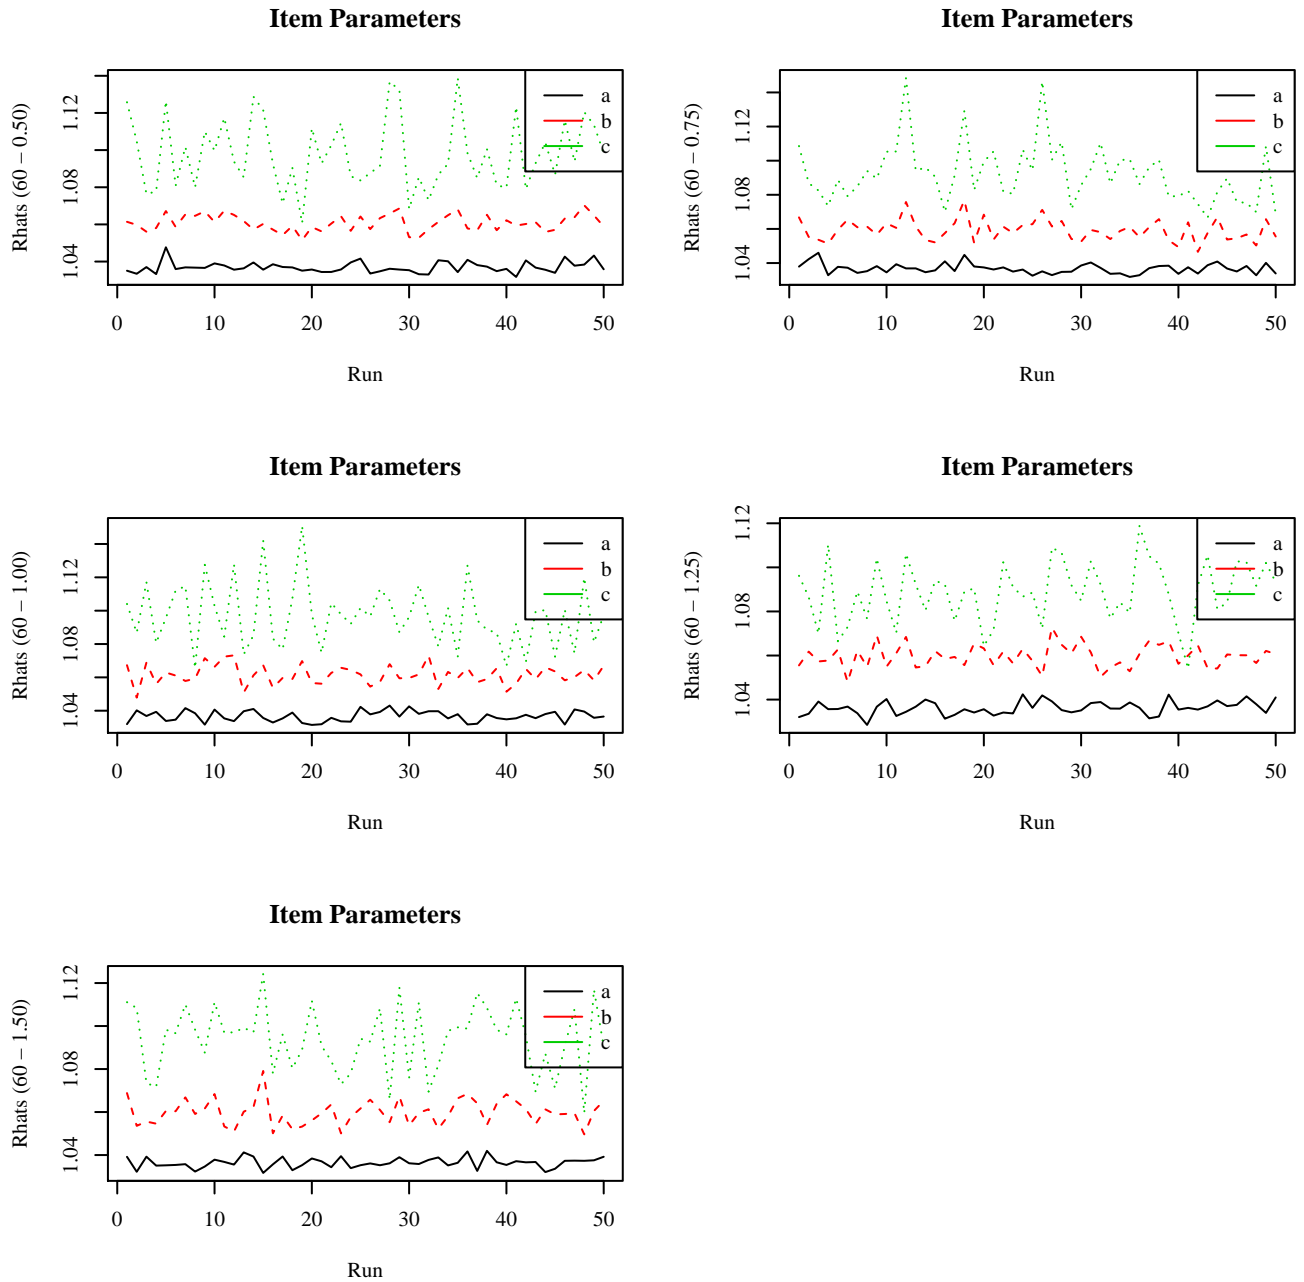 Item Parameters
Rhats (60 – 0.50)
1.04 1.08 1.12
a
b
c
0 10 20 30 40 50
Run
Item Parameters
Rhats (60 – 0.75)
1.04 1.08 1.12
a
b
c
0 10 20 30 40 50
Run
Item Parameters
Rhats (60 – 1.00)
1.04 1.08 1.12
a
b
c
0 10 20 30 40 50
Run
Item Parameters
Rhats (60 – 1.25)
1.04 1.08 1.12
a
b
c
0 10 20 30 40 50
Run
Item Parameters
Rhats (60 – 1.50)
1.04 1.08 1.12
a
b
c
0 10 20 30 40 50
Run